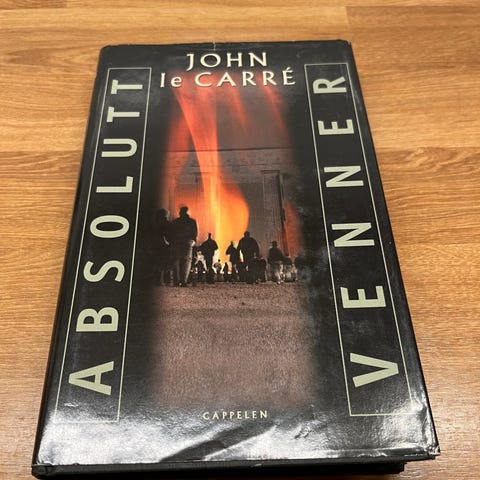 JOHN
le CARRÉ
ABSOLUTT
VENNER
CAPPELEN